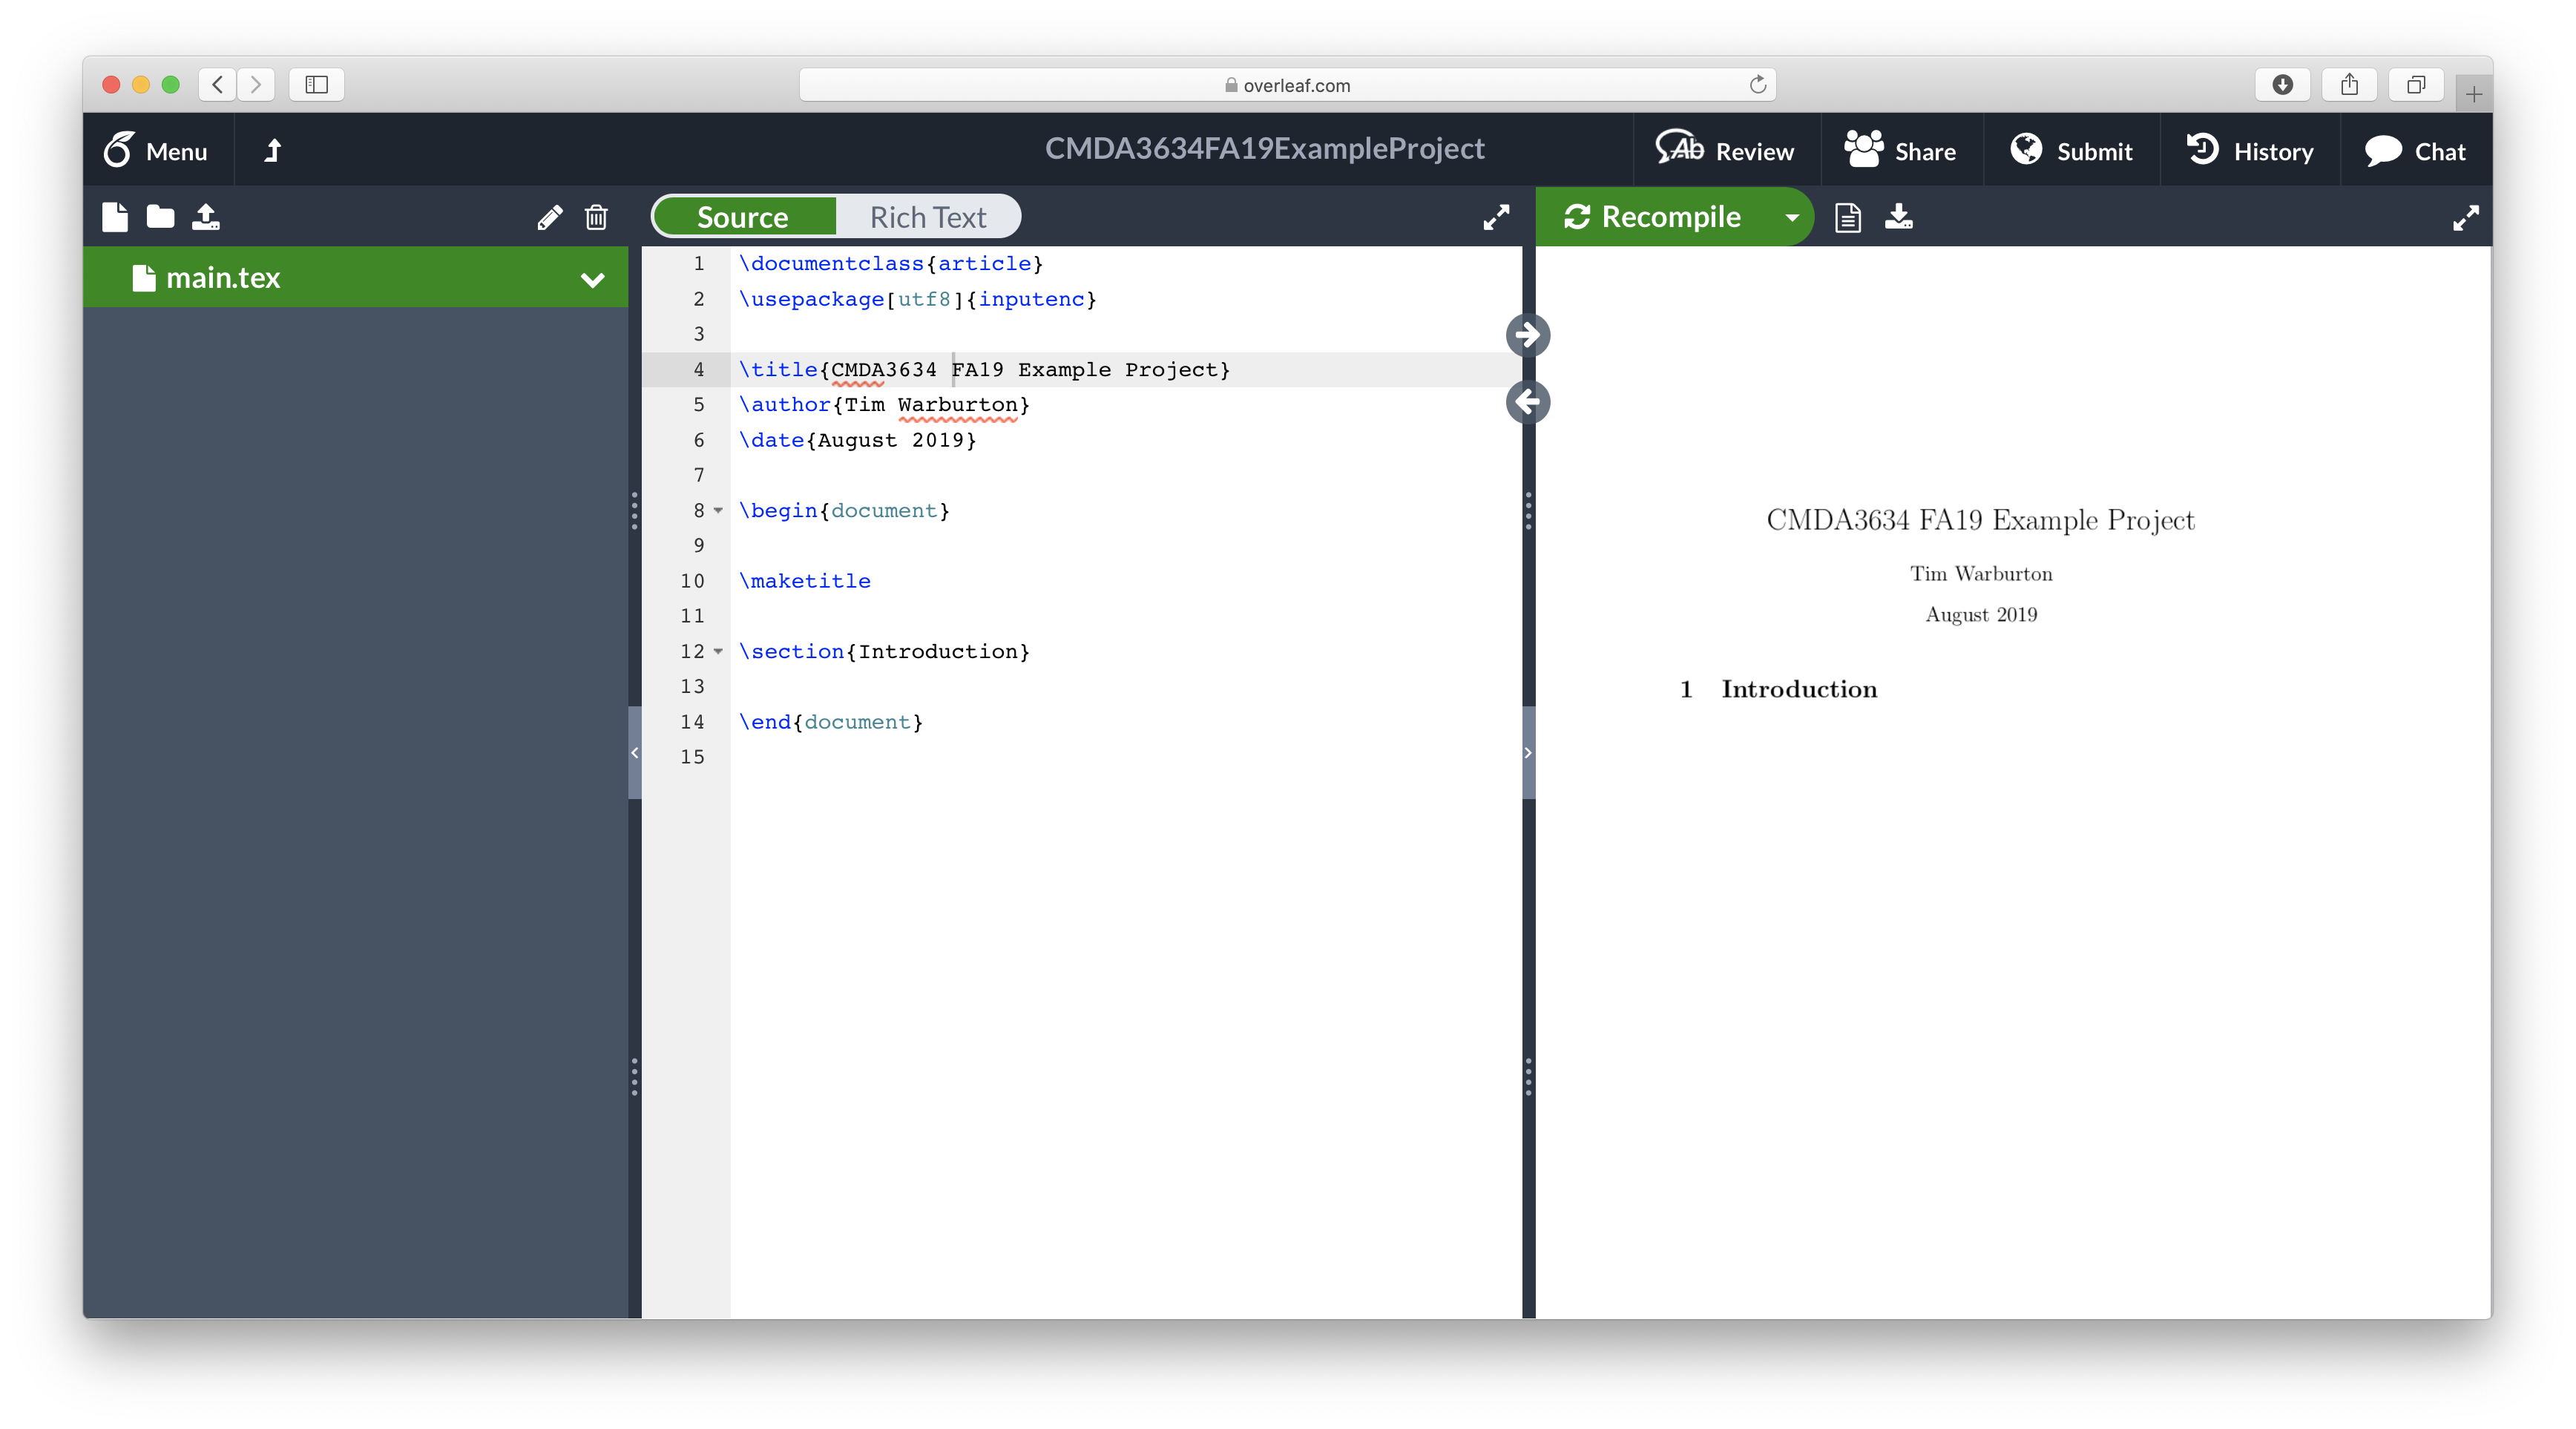 overleaf.com
Menu
CMDA3634FA19ExampleProject
Review
Share
Submit
History
Chat
Source
Rich Text
Recompile
main.tex
1 \documentclass{article}
2 \usepackage[utf8]{inputenc}
3
4 \title{CMDA3634 FA19 Example Project}
5 \author{Tim Warburton}
6 \date{August 2019}
7
8 \begin{document}
9
10 \maketitle
11
12 \section{Introduction}
13
14 \end{document}
15
CMDA3634 FA19 Example Project
Tim Warburton
August 2019
1 Introduction